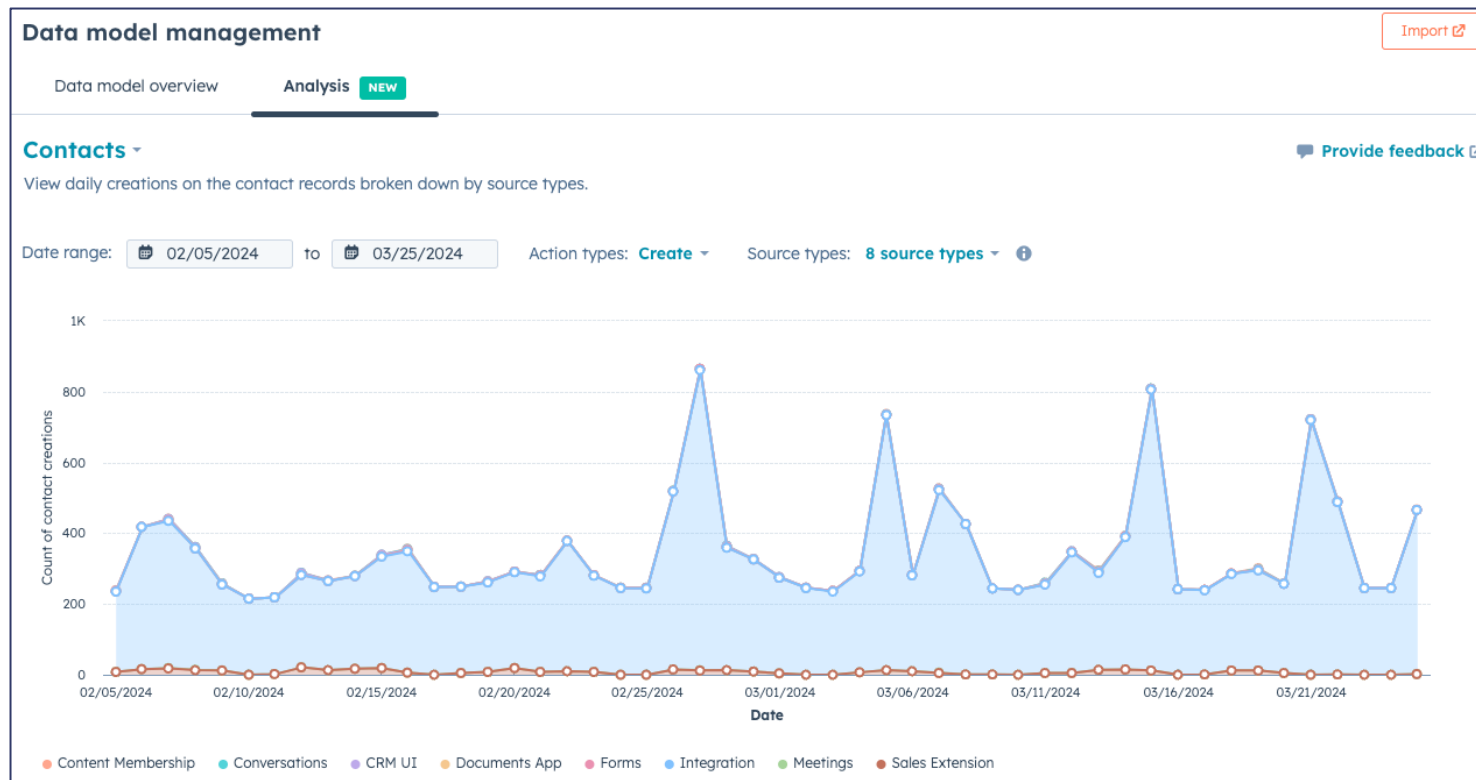 Data model management
Import
Data model overview
Analysis NEW
Contacts
Provide feedback
View daily creations on the contact records broken down by source types.
Date range: 02/05/2024 to 03/25/2024 Action types: Create Source types: 8 source types
1K
800
600
400
200
0
Count of contact creations
02/05/2024 02/10/2024 02/15/2024 02/20/2024 02/25/2024 03/01/2024 03/06/2024 03/11/2024 03/16/2024 03/21/2024
Date
Content Membership Conversations CRM UI Documents App Forms Integration Meetings Sales Extension